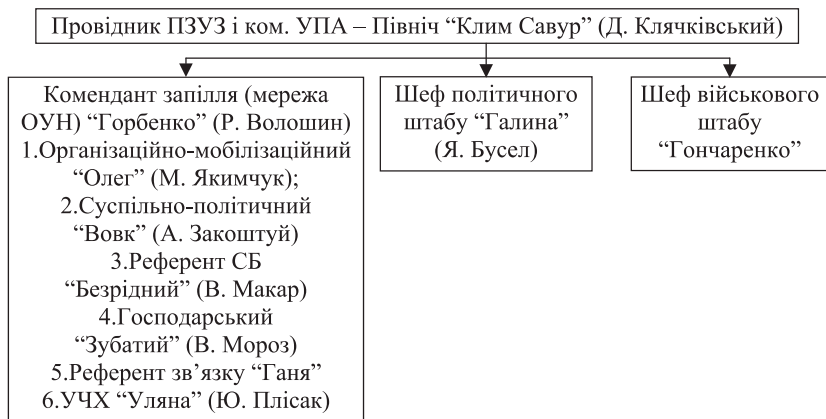 Провідник ПЗУЗ і ком. УПА – Північ “Клим Савур” (Д. Клячківський)
Комендант запілля (мережа
ОУН) “Горбенко” (Р. Волошин)
1.Організаційно-мобілізаційний
“Олег” (М. Якимчук);
2.Суспільно-політичний
“Вовк” (А. Закоштуй)
3.Референт СБ
“Безрідний” (В. Макар)
4.Господарський
“Зубатий” (В. Мороз)
5.Референт зв’язку “Ганя”
6.УЧХ “Уляна” (Ю. Плісак)
Шеф політичного
штабу “Галина”
(Я. Бусел)
Шеф військового
штабу
“Гончаренко”